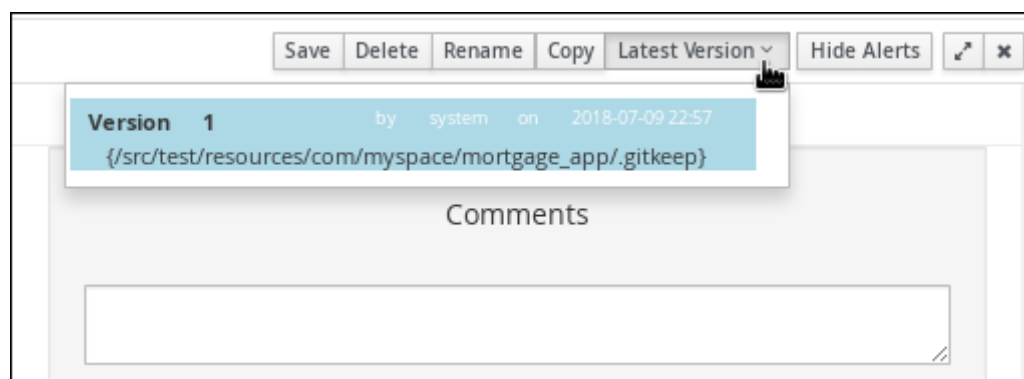 Save Delete Rename Copy Latest Version Hide Alerts
Version 1 by system on 2018-07-09 22:57
{/src/test/resources/com/myspace/mortgage_app/.gitkeep}
Comments